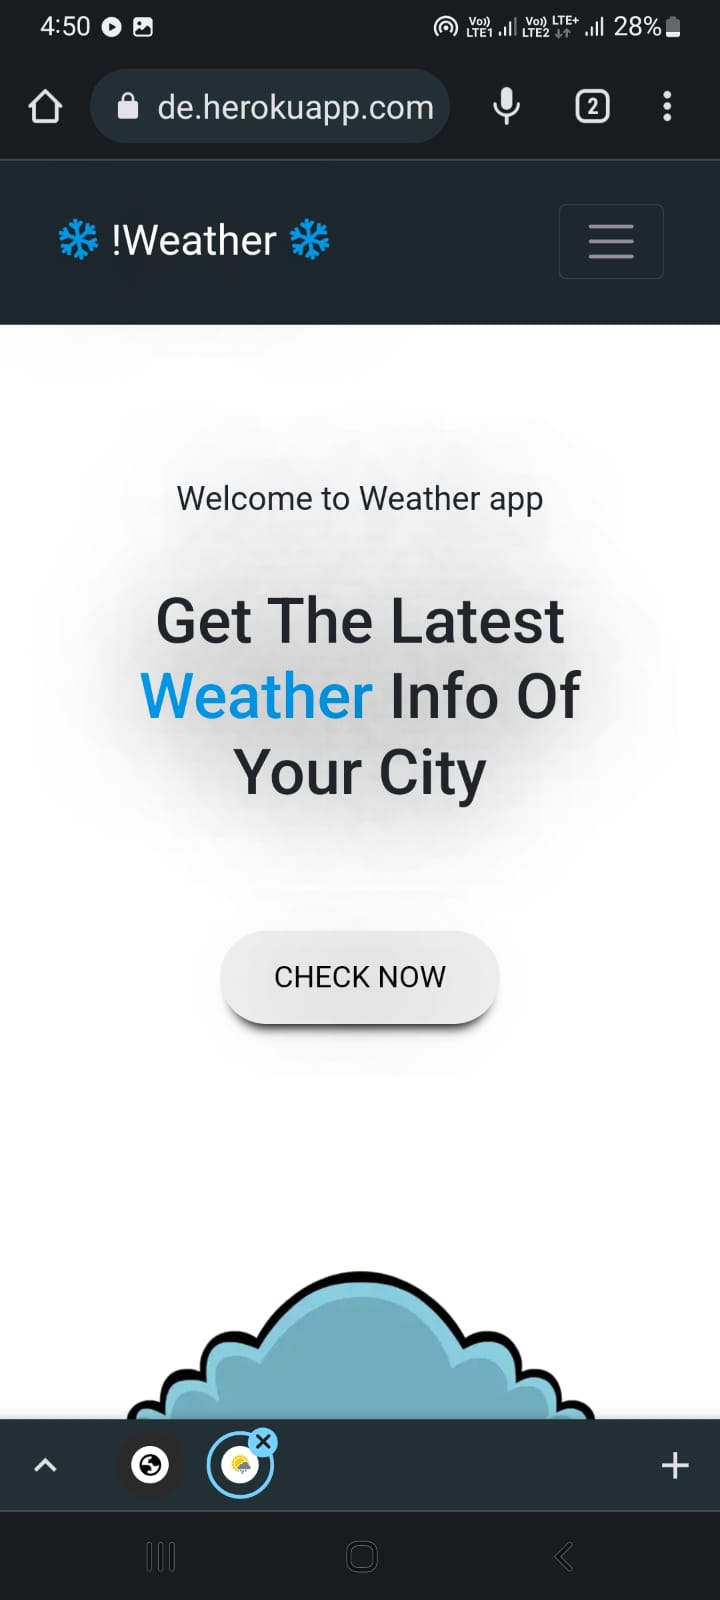 4:50 Vo)) LTE1 Vo)) LTE2 LTE+ 28%
de.herokuapp.com 2
!Weather
Welcome to Weather app
Get The Latest
Weather Info Of
Your City
CHECK NOW